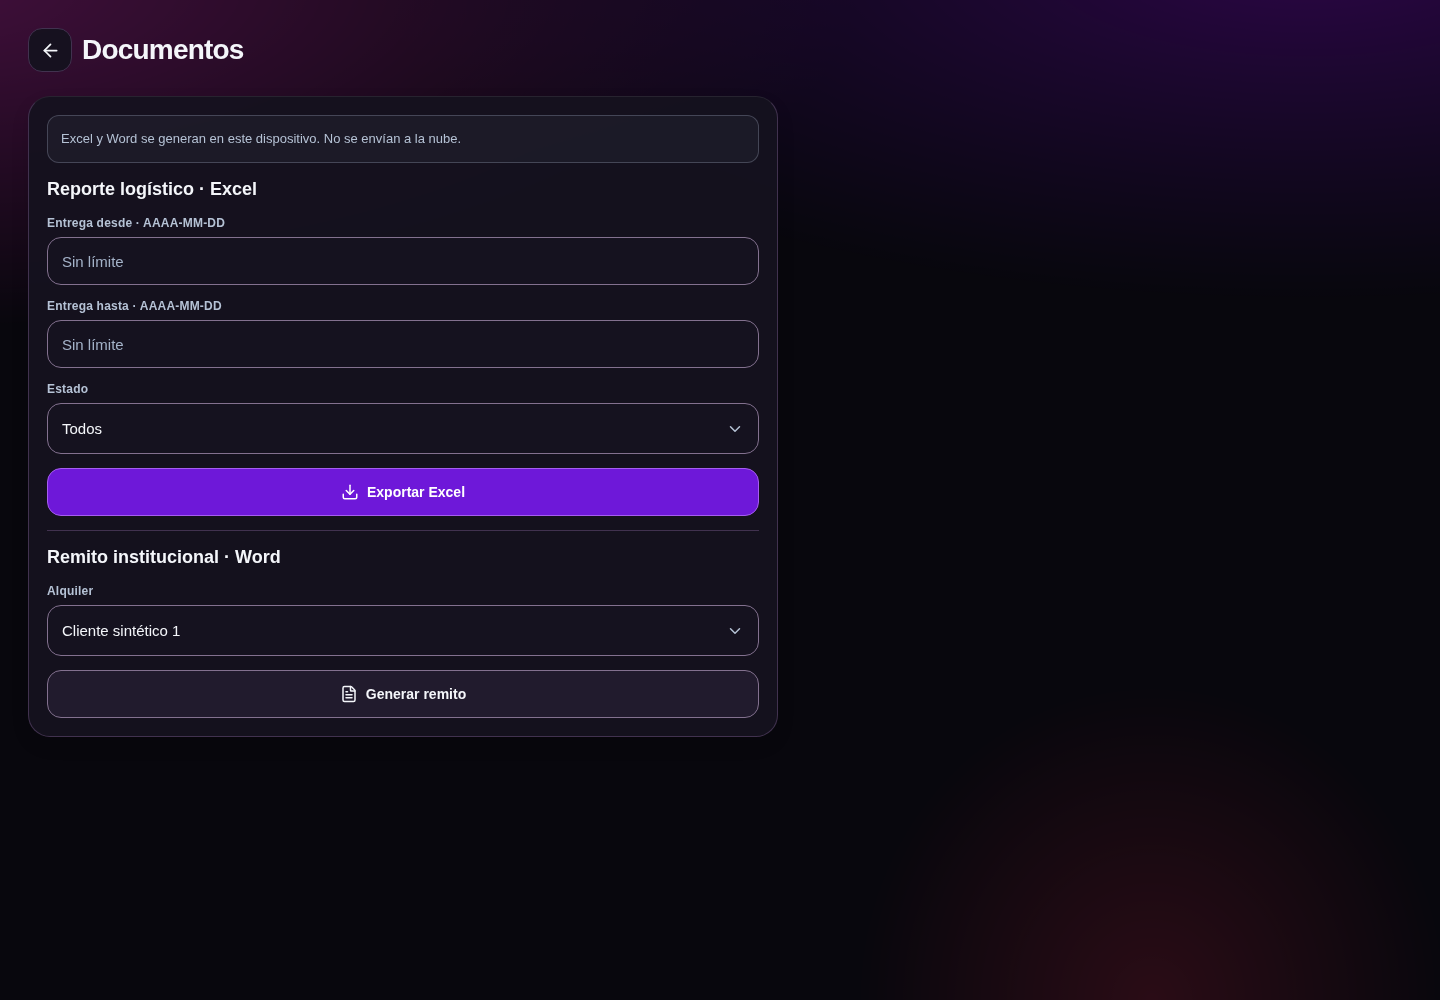 Documentos
Excel y Word se generan en este dispositivo. No se envían a la nube.
Reporte logístico · Excel
Entrega desde · AAAA-MM-DD
Sin límite
Entrega hasta · AAAA-MM-DD
Sin límite
Estado
Todos
Exportar Excel
Remito institucional · Word
Alquiler
Cliente sintético 1
Generar remito